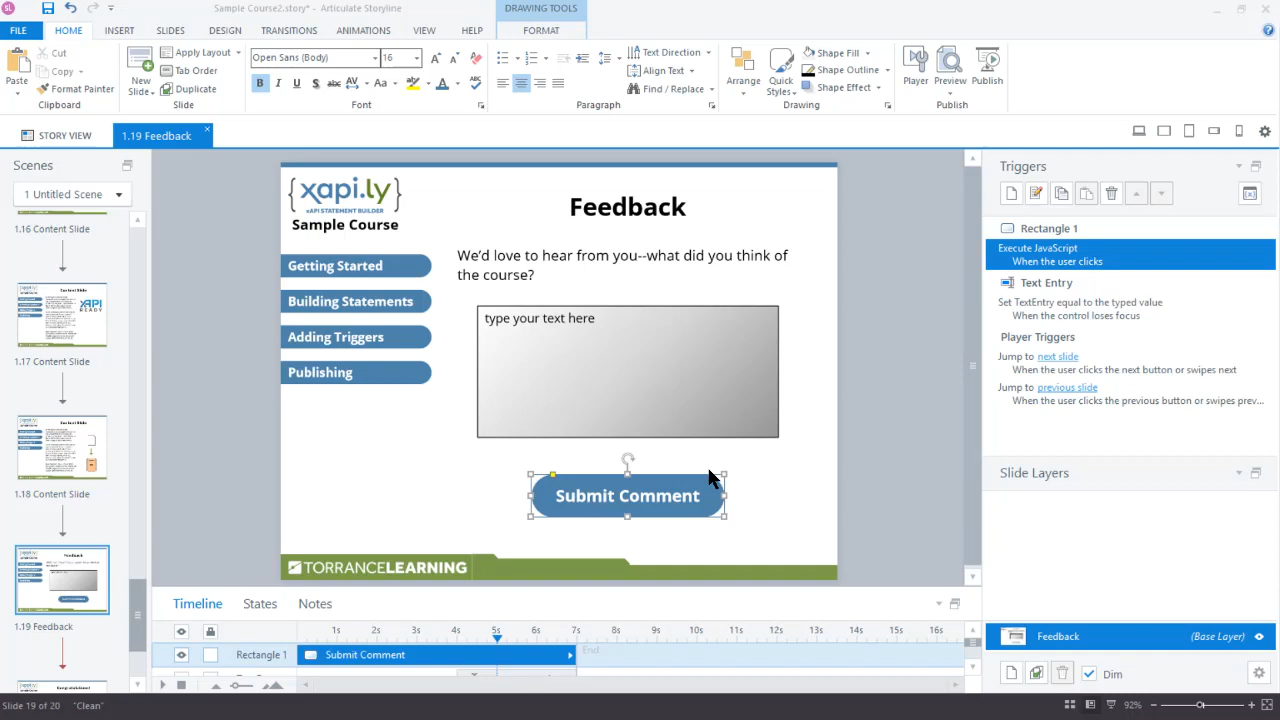 Sample Course2.story* - Articulate Storyline
DRAWING TOOLS
FILE
HOME
INSERT
SLIDES
DESIGN
TRANSITIONS
ANIMATIONS
VIEW
HELP
FORMAT
Paste
Cut
Copy
Format Painter
Clipboard
New Slide
Apply Layout
Tab Order
Duplicate
Slide
Open Sans (Body)
16
Font
Text Direction
Align Text
Find / Replace
Paragraph
Arrange
Quick Styles
Shape Fill
Shape Outline
Shape Effect
Drawing
Player
Preview
Publish
Publish
STORY VIEW
1.19 Feedback
Scenes
1 Untitled Scene
1.16 Content Slide
1.17 Content Slide
1.18 Content Slide
1.19 Feedback
{xapi.ly}
xAPI STATEMENT BUILDER
Sample Course
Getting Started
Building Statements
Adding Triggers
Publishing
Feedback
We'd love to hear from you--what did you think of
the course?
type your text here
Submit Comment
TORRANCELEARNING
Timeline
States
Notes
1s 2s 3s 4s 5s 6s 7s 8s 9s 10s 11s 12s 13s 14s 15s 16s
Rectangle 1
Submit Comment
End
Triggers
Rectangle 1
Execute JavaScript
When the user clicks
Text Entry
Set TextEntry equal to the typed value
When the control loses focus
Player Triggers
Jump to next slide
When the user clicks the next button or swipes next
Jump to previous slide
When the user clicks the previous button or swipes prev...
Slide Layers
Feedback
(Base Layer)
Dim
Slide 19 of 20
"Clean"
92%